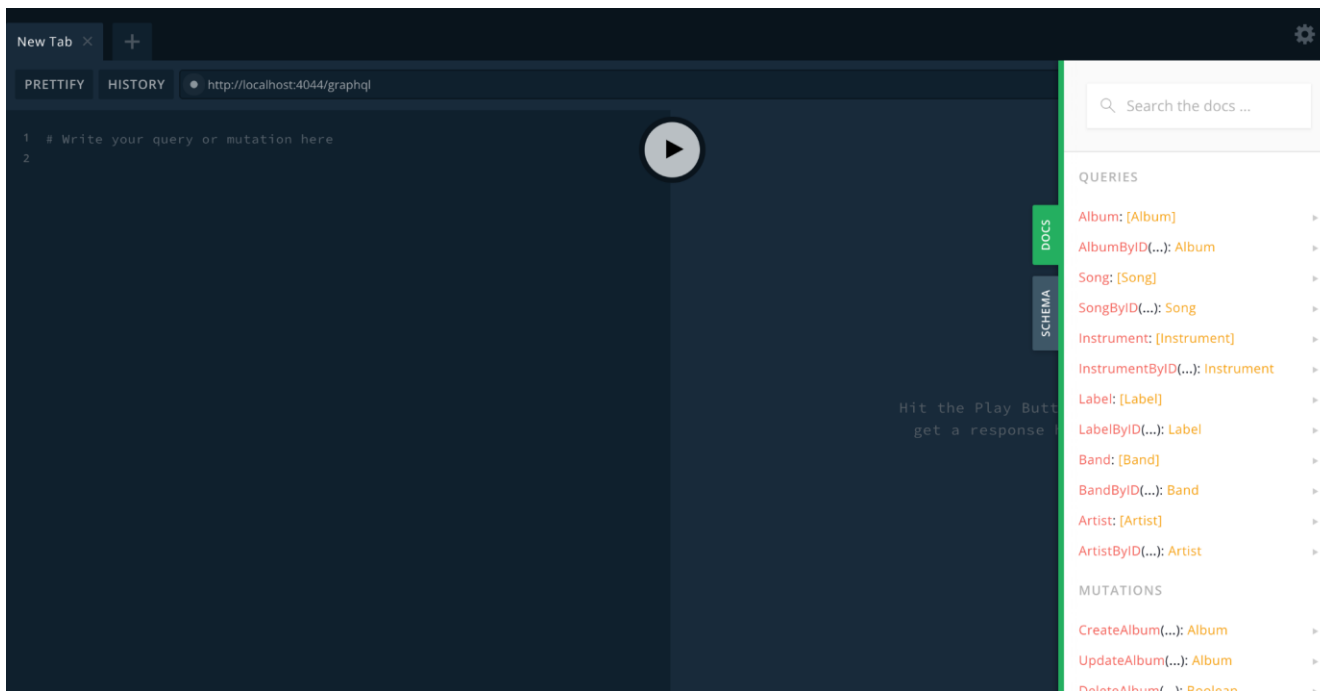 New Tab
PRETTIFY
HISTORY
http://localhost:4044/graphql
1 # Write your query or mutation here
2
Hit the Play Butt
get a response
DOCS
SCHEMA
Search the docs ...
QUERIES
Album: [Album]
AlbumByID(...): Album
Song: [Song]
SongByID(...): Song
Instrument: [Instrument]
InstrumentByID(...): Instrument
Label: [Label]
LabelByID(...): Label
Band: [Band]
BandByID(...): Band
Artist: [Artist]
ArtistByID(...): Artist
MUTATIONS
CreateAlbum(...): Album
UpdateAlbum(...): Album
DeleteAlbum(...): Boolean